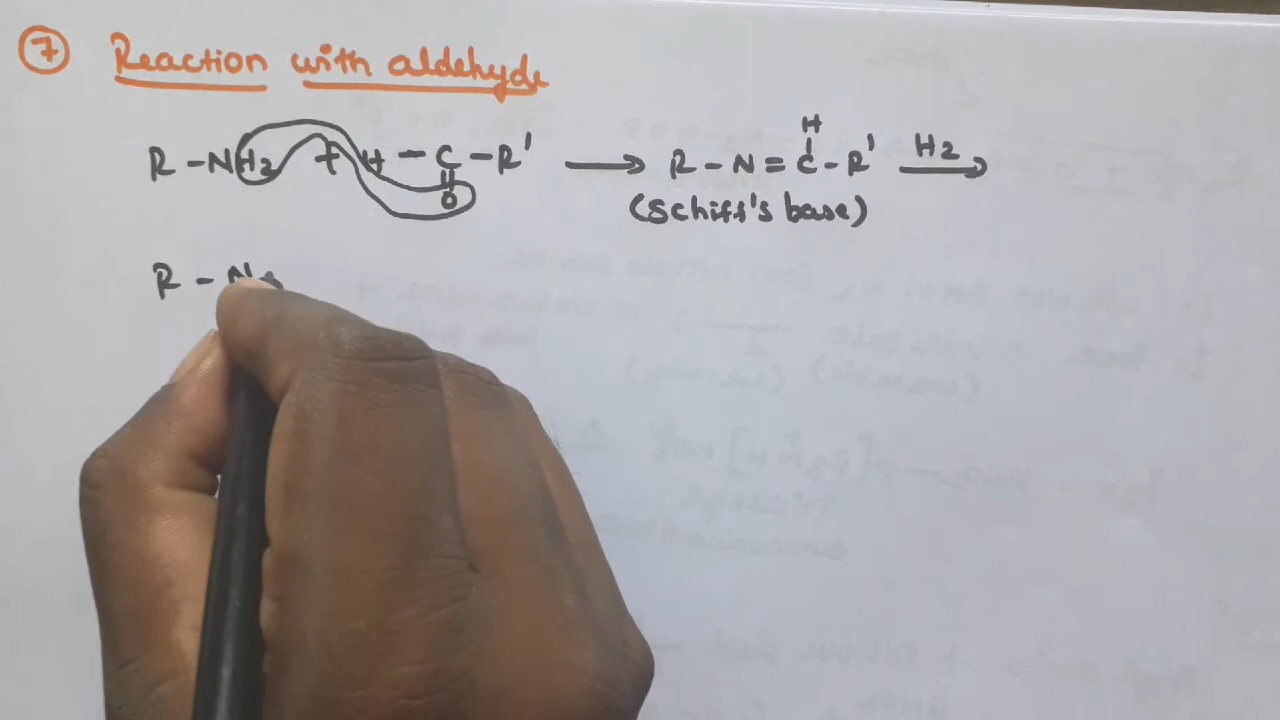 7 Reaction with aldehyde
H
R-NH2 + H-C-R' → R-N=C-R' H2 →
O (Schiff's base)
R-N